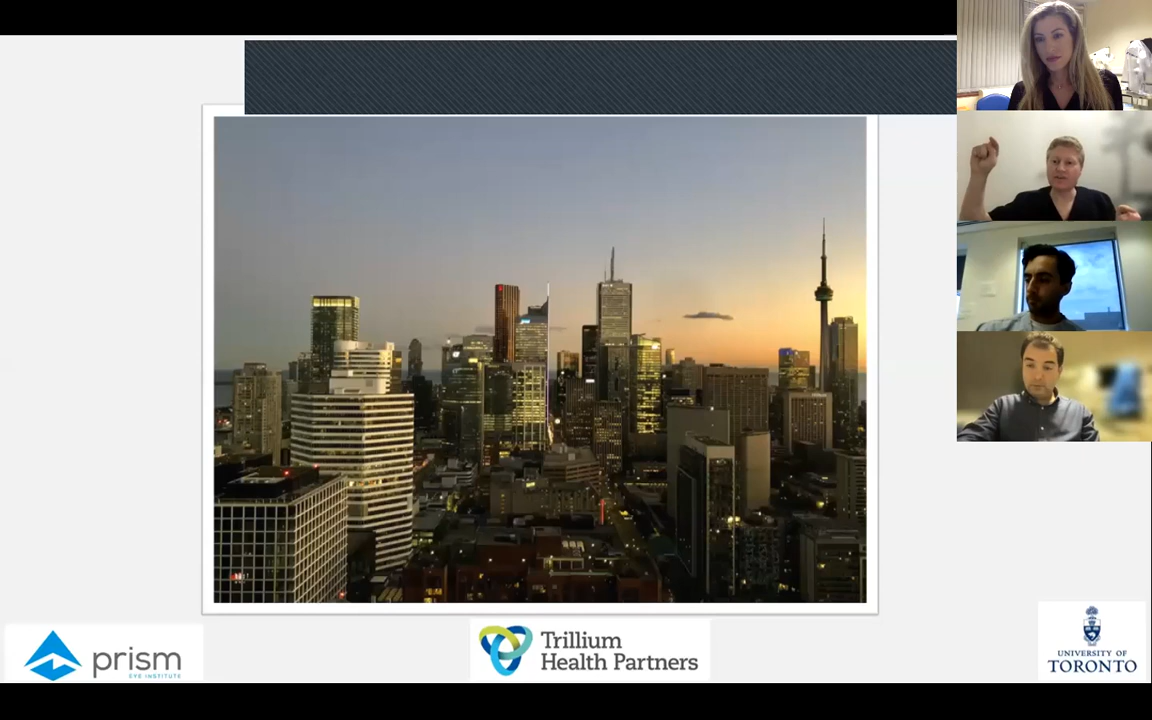 prism
EYE INSTITUTE
Trillium
Health Partners
UNIVERSITY OF
TORONTO